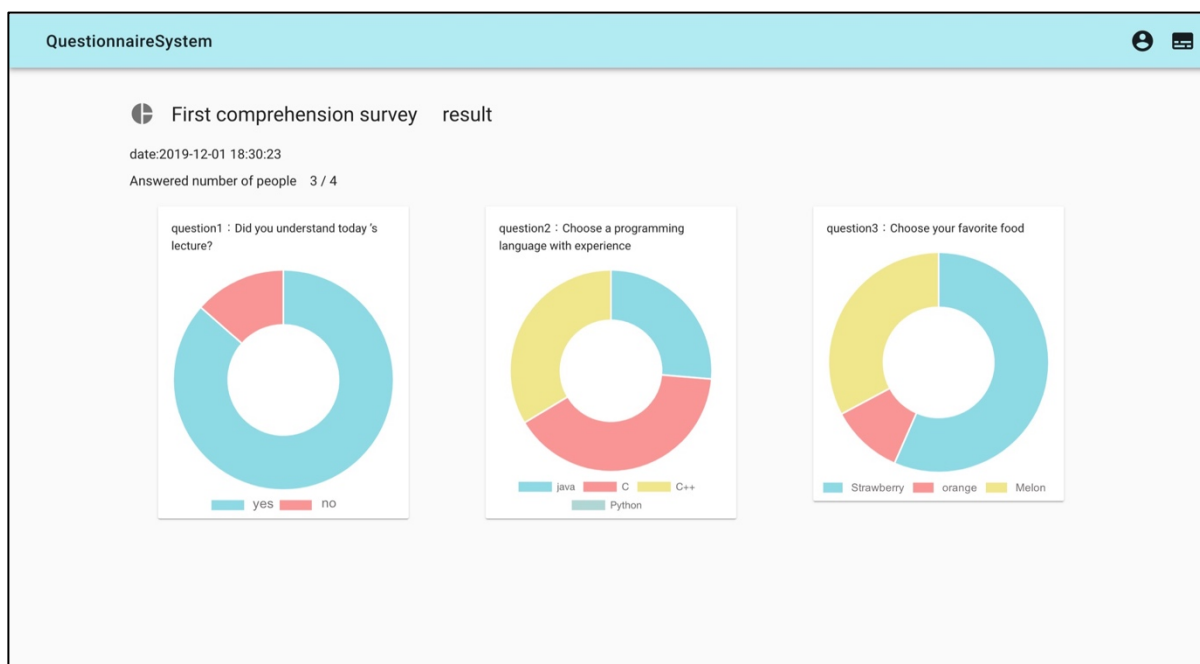 QuestionnaireSystem
First comprehension survey result
date:2019-12-01 18:30:23
Answered number of people 3 / 4
question1：Did you understand today 's
lecture?
yes no
question2：Choose a programming
language with experience
java C C++
Python
question3：Choose your favorite food
Strawberry orange Melon